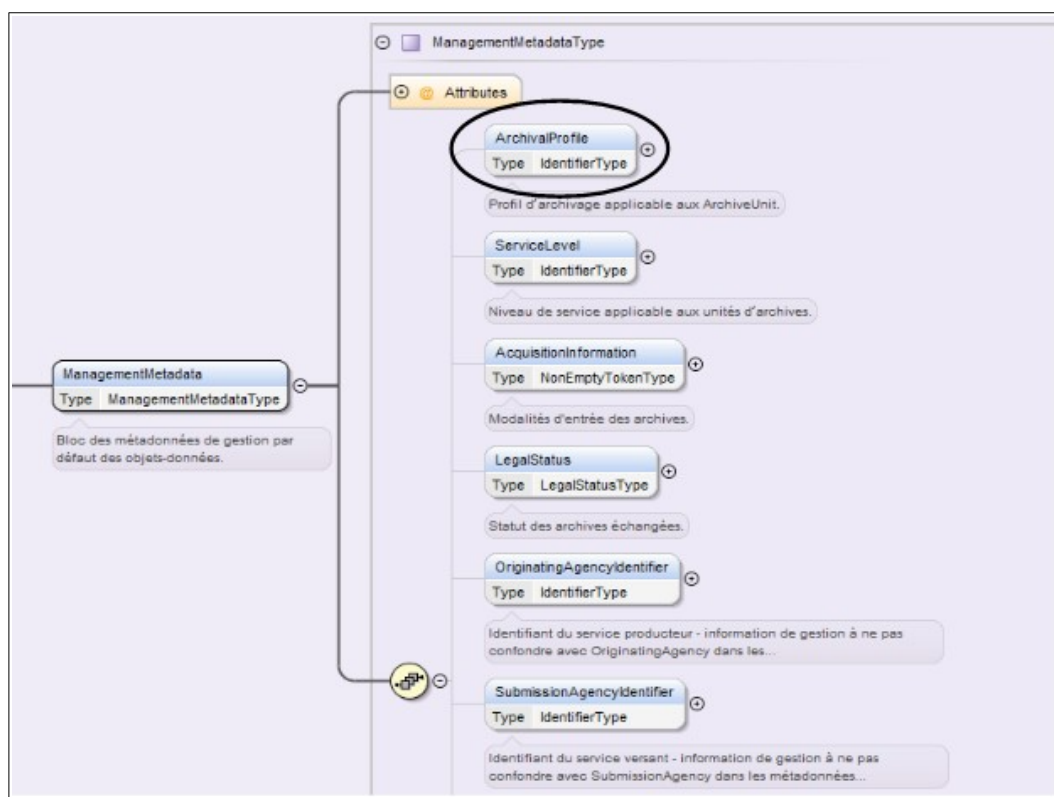 ManagementMetadataType
Attributes
ArchivalProfile
Type IdentifierType
Profil d'archivage applicable aux ArchiveUnit.
ServiceLevel
Type IdentifierType
Niveau de service applicable aux unités d'archives.
AcquisitionInformation
Type NonEmptyTokenType
Modalités d'entrée des archives.
ManagementMetadata
Type ManagementMetadataType
Bloc des métadonnées de gestion par
défaut des objets-données.
LegalStatus
Type LegalStatusType
Statut des archives échangées.
OriginatingAgencyIdentifier
Type IdentifierType
Identifiant du service producteur - information de gestion à ne pas
confondre avec OriginatingAgency dans les...
SubmissionAgencyIdentifier
Type IdentifierType
Identifiant du service versant - information de gestion à ne pas
confondre avec SubmissionAgency dans les métadonnées...